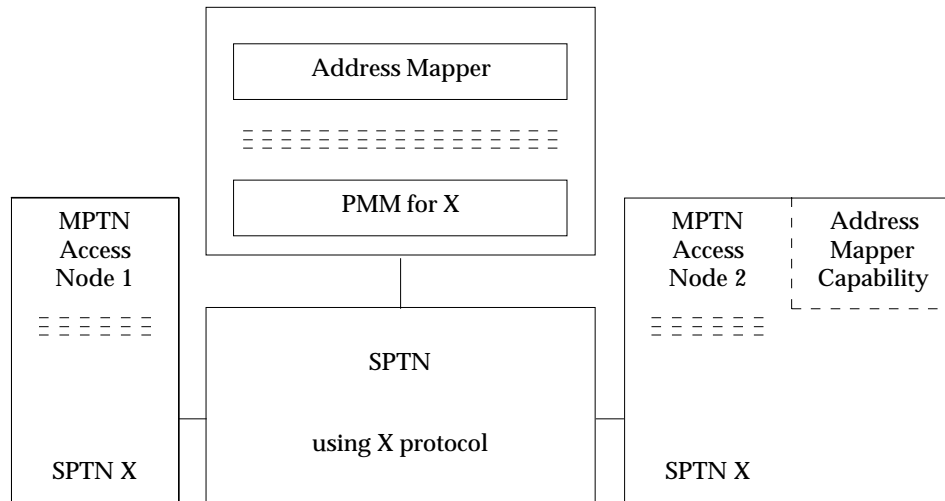 Address Mapper
PMM for X
MPTN
Access
Node 1
SPTN X
SPTN
using X protocol
MPTN
Access
Node 2
Address
Mapper
Capability
SPTN X